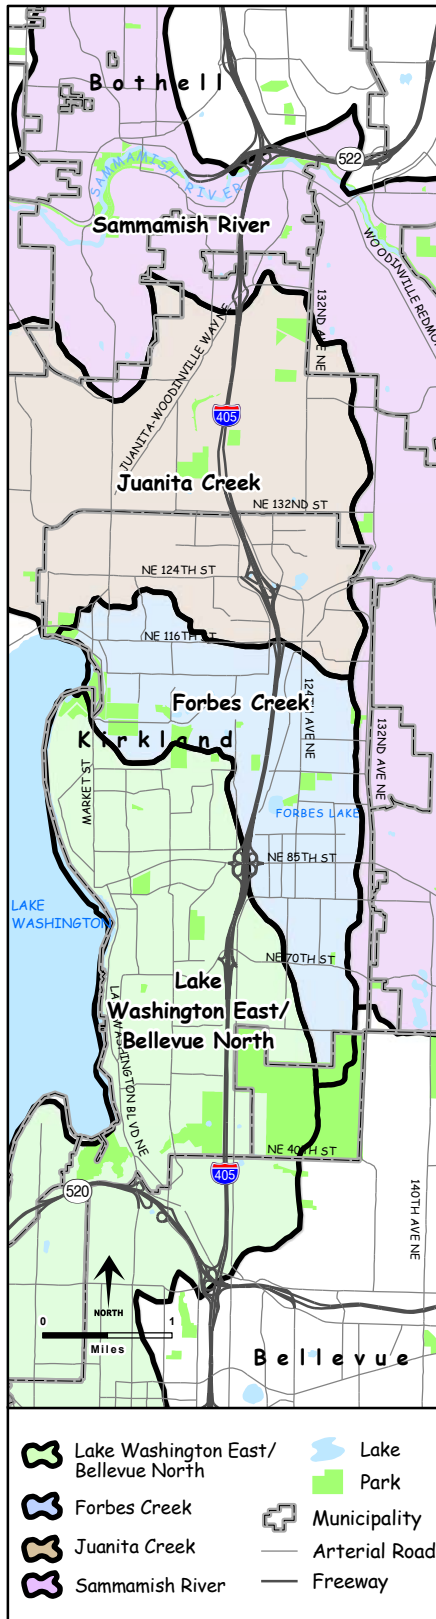 Bothell
522
SAMMAMISH RIVER
Sammamish River
WOODINVILLE REDMO
132ND AVE NE
JUANITA-WOODINVILLE WAY NE
405
Juanita Creek
NE 132ND ST
NE 124TH ST
NE 116TH ST
Forbes Creek
124TH AVE NE
Kirkland
132ND AVE NE
MARKET ST
FORBES LAKE
NE 85TH ST
LAKE
WASHINGTON
NE 70TH ST
Lake
Washington East/
Bellevue North
LAKE WASHINGTON BLVD NE
NE 40TH ST
405
520
140TH AVE NE
NORTH
0 1
Miles
Bellevue
Lake Washington East/
Bellevue North
Forbes Creek
Juanita Creek
Sammamish River
Lake
Park
Municipality
Arterial Road
Freeway